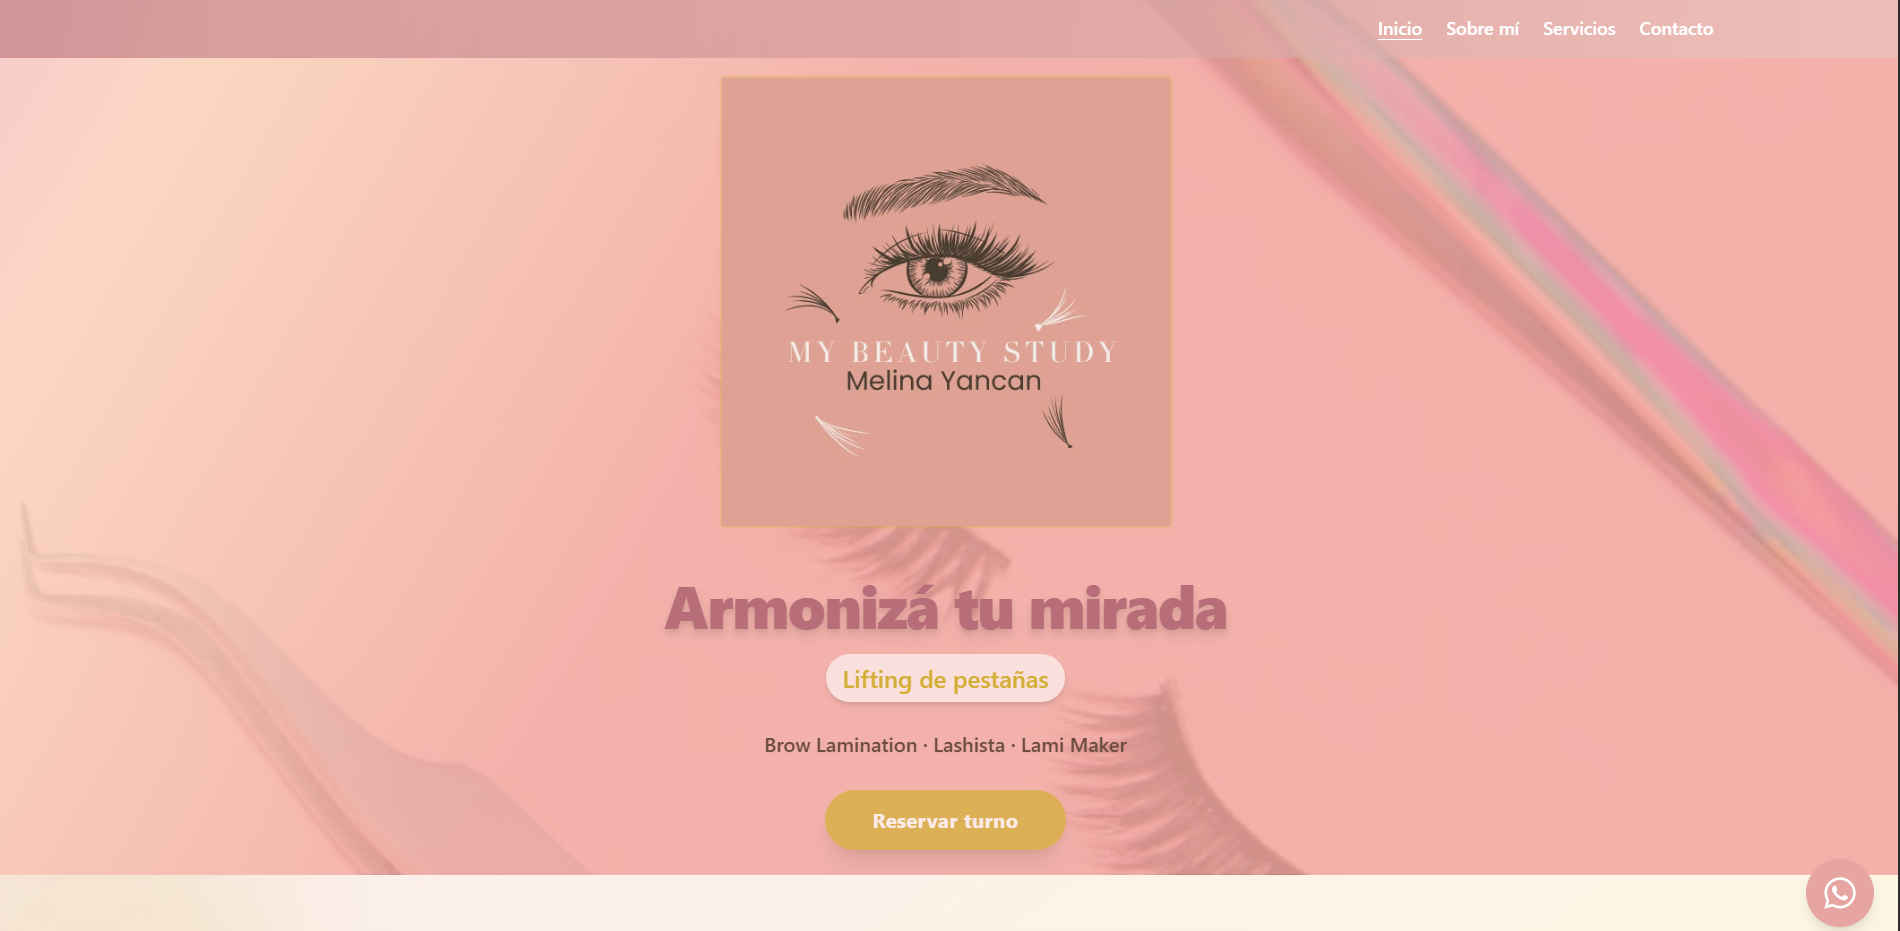 Inicio Sobre mí Servicios Contacto
MY BEAUTY STUDY
Melina Yancan
Armonizá tu mirada
Lifting de pestañas
Brow Lamination · Lashista · Lami Maker
Reservar turno